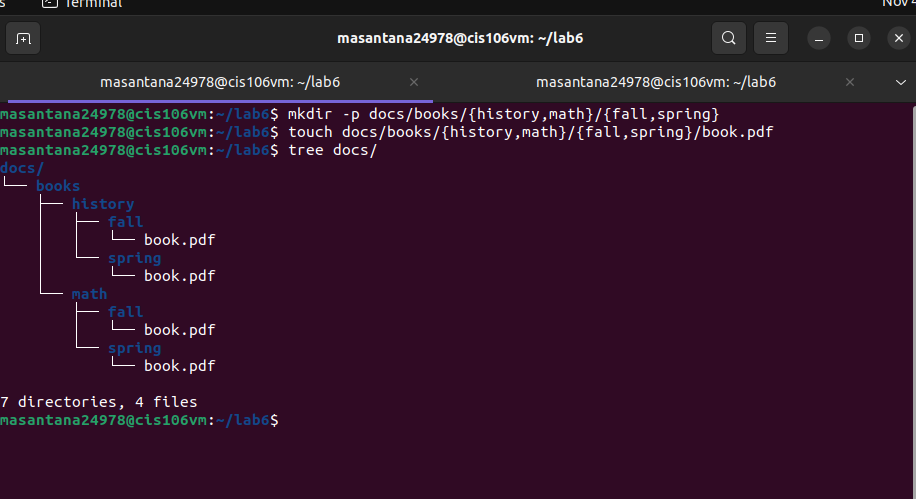 Terminal
Nov 4
masantana24978@cis106vm: ~/lab6
masantana24978@cis106vm: ~/lab6
masantana24978@cis106vm: ~/lab6
masantana24978@cis106vm:~/lab6$ mkdir -p docs/books/{history,math}/{fall,spring}
masantana24978@cis106vm:~/lab6$ touch docs/books/{history,math}/{fall,spring}/book.pdf
masantana24978@cis106vm:~/lab6$ tree docs/
docs/
└── books
    ├── history
    │   ├── fall
    │   │   └── book.pdf
    │   └── spring
    │       └── book.pdf
    └── math
        ├── fall
        │   └── book.pdf
        └── spring
            └── book.pdf
7 directories, 4 files
masantana24978@cis106vm:~/lab6$